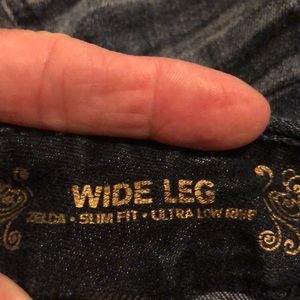 WIDE LEG
ZELDA • SLIM FIT • ULTRA LOW RISE